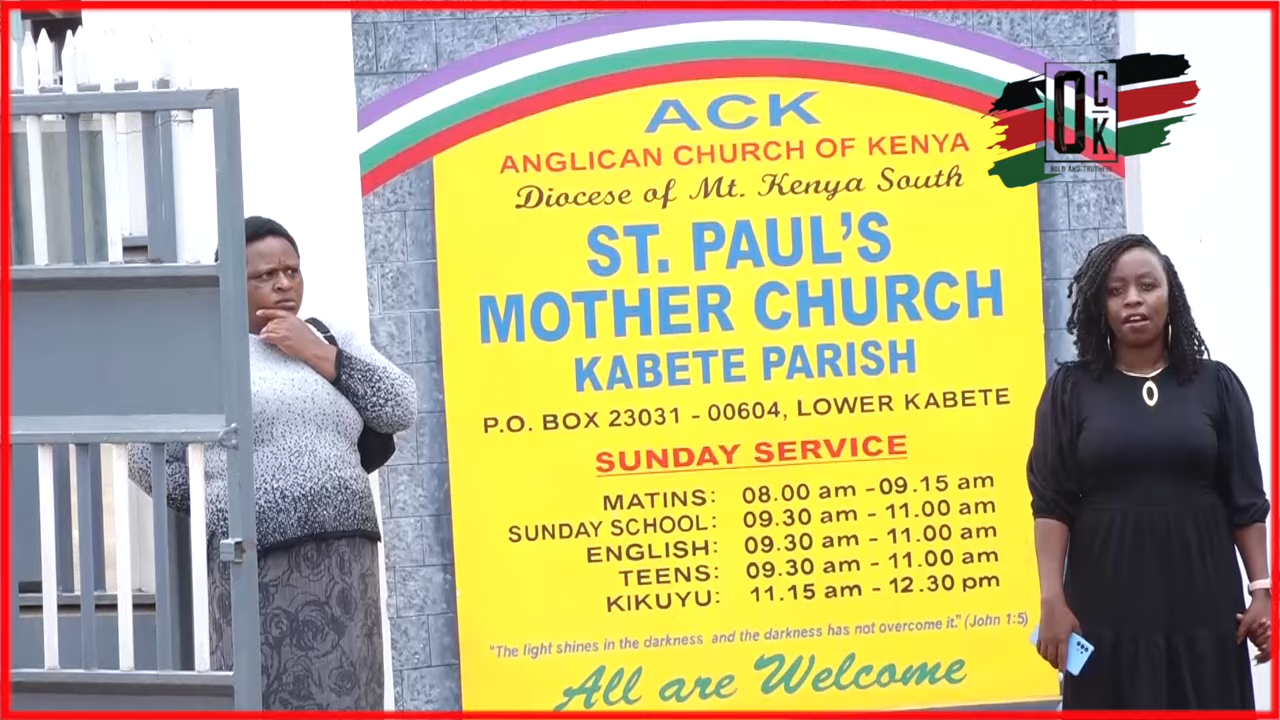 ACK
ANGLICAN CHURCH OF KENYA
Diocese of Mt. Kenya South
ST. PAUL'S
MOTHER CHURCH
KABETE PARISH
P.O. BOX 23031 - 00604, LOWER KABETE
SUNDAY SERVICE
MATINS: 08.00 am - 09.15 am
SUNDAY SCHOOL: 09.30 am - 11.00 am
ENGLISH: 09.30 am - 11.00 am
TEENS: 09.30 am - 11.00 am
KIKUYU: 11.15 am - 12.30 pm
"The light shines in the darkness and the darkness has not overcome it." (John 1:5)
All are Welcome
OCK
BOLD AND TRUTHFUL